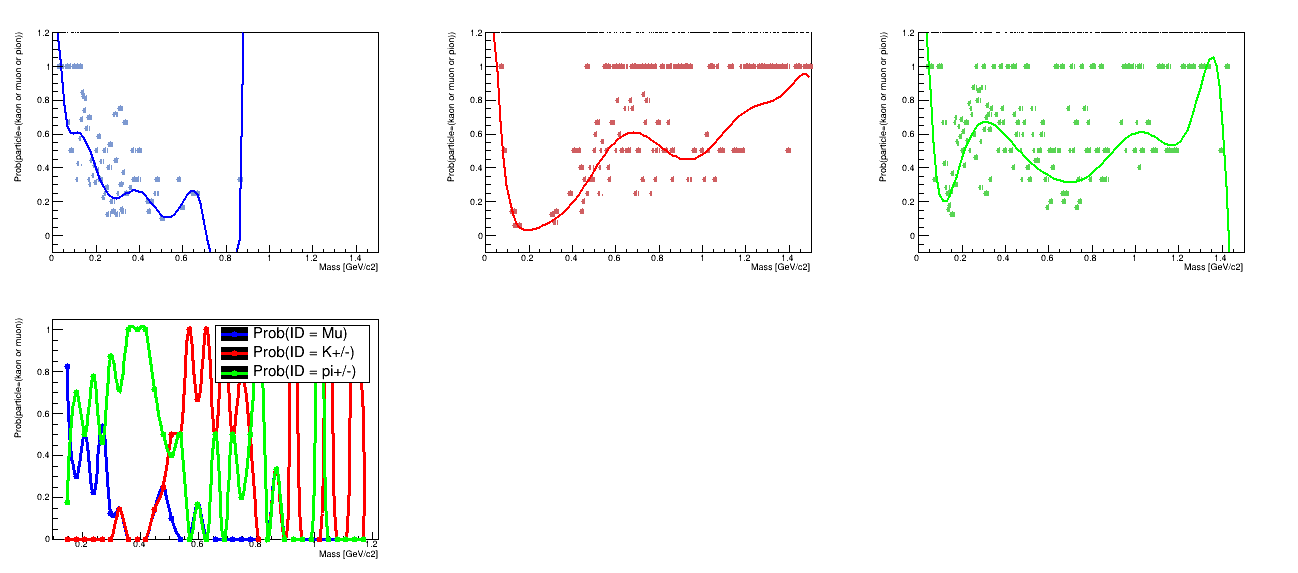 Prob(particle=(kaon or muon or pion))
1.2
1
0.8
0.6
0.4
0.2
0
0 0.2 0.4 0.6 0.8 1 1.2 1.4
Mass [GeV/c2]
Prob(particle=(kaon or muon or pion))
1.2
1
0.8
0.6
0.4
0.2
0
0 0.2 0.4 0.6 0.8 1 1.2 1.4
Mass [GeV/c2]
Prob(particle=(kaon or muon or pion))
1.2
1
0.8
0.6
0.4
0.2
0
0 0.2 0.4 0.6 0.8 1 1.2 1.4
Mass [GeV/c2]
Prob(particle=(kaon or muon))
1
0.8
0.6
0.4
0.2
0
0.2 0.4 0.6 0.8 1 1.2
Mass [GeV/c2]
Prob(ID = Mu)
Prob(ID = K+/-)
Prob(ID = pi+/-)